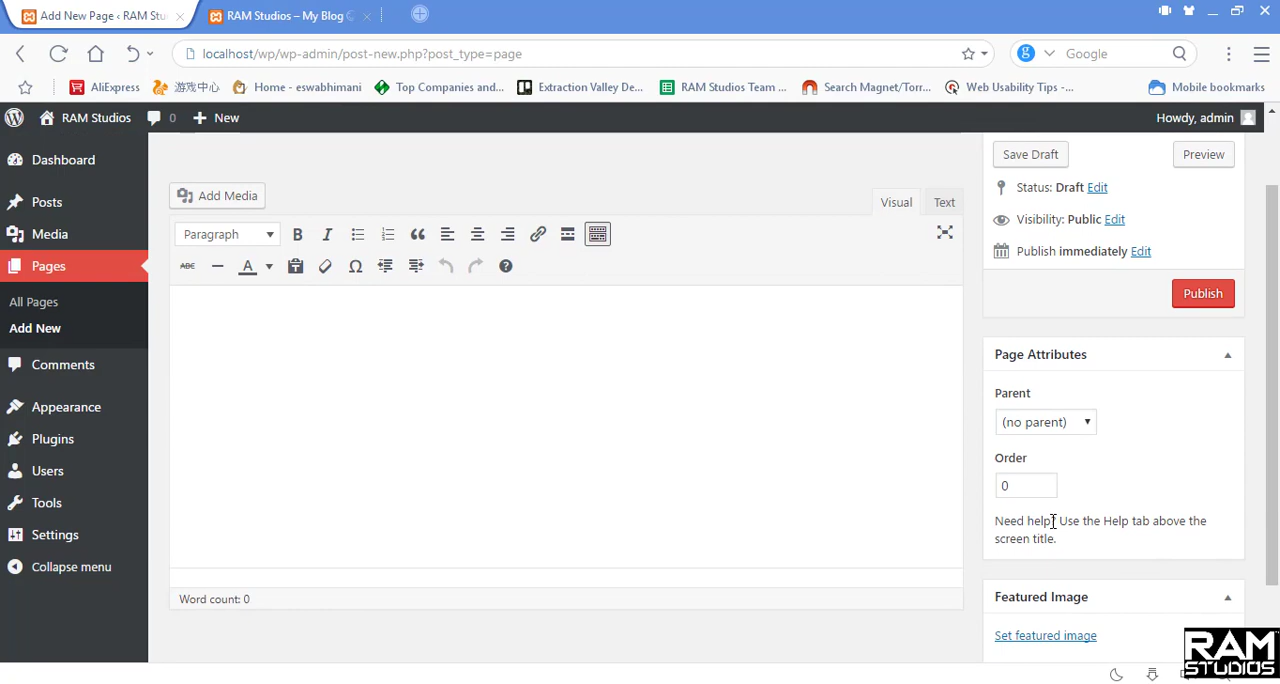 Add New Page ‹ RAM Stu
RAM Studios – My Blog
localhost/wp/wp-admin/post-new.php?post_type=page
Google
AliExpress
游戏中心
Home - eswabhimani
Top Companies and...
Extraction Valley De...
RAM Studios Team ...
Search Magnet/Torr...
Web Usability Tips -...
Mobile bookmarks
RAM Studios
0
New
Howdy, admin
Dashboard
Posts
Media
Pages
All Pages
Add New
Comments
Appearance
Plugins
Users
Tools
Settings
Collapse menu
Add Media
Visual
Text
Paragraph
B
I
ABC
A
Ω
Word count: 0
Save Draft
Preview
Status: Draft Edit
Visibility: Public Edit
Publish immediately Edit
Publish
Page Attributes
Parent
(no parent)
Order
0
Need help? Use the Help tab above the
screen title.
Featured Image
Set featured image
RAM
STUDIOS